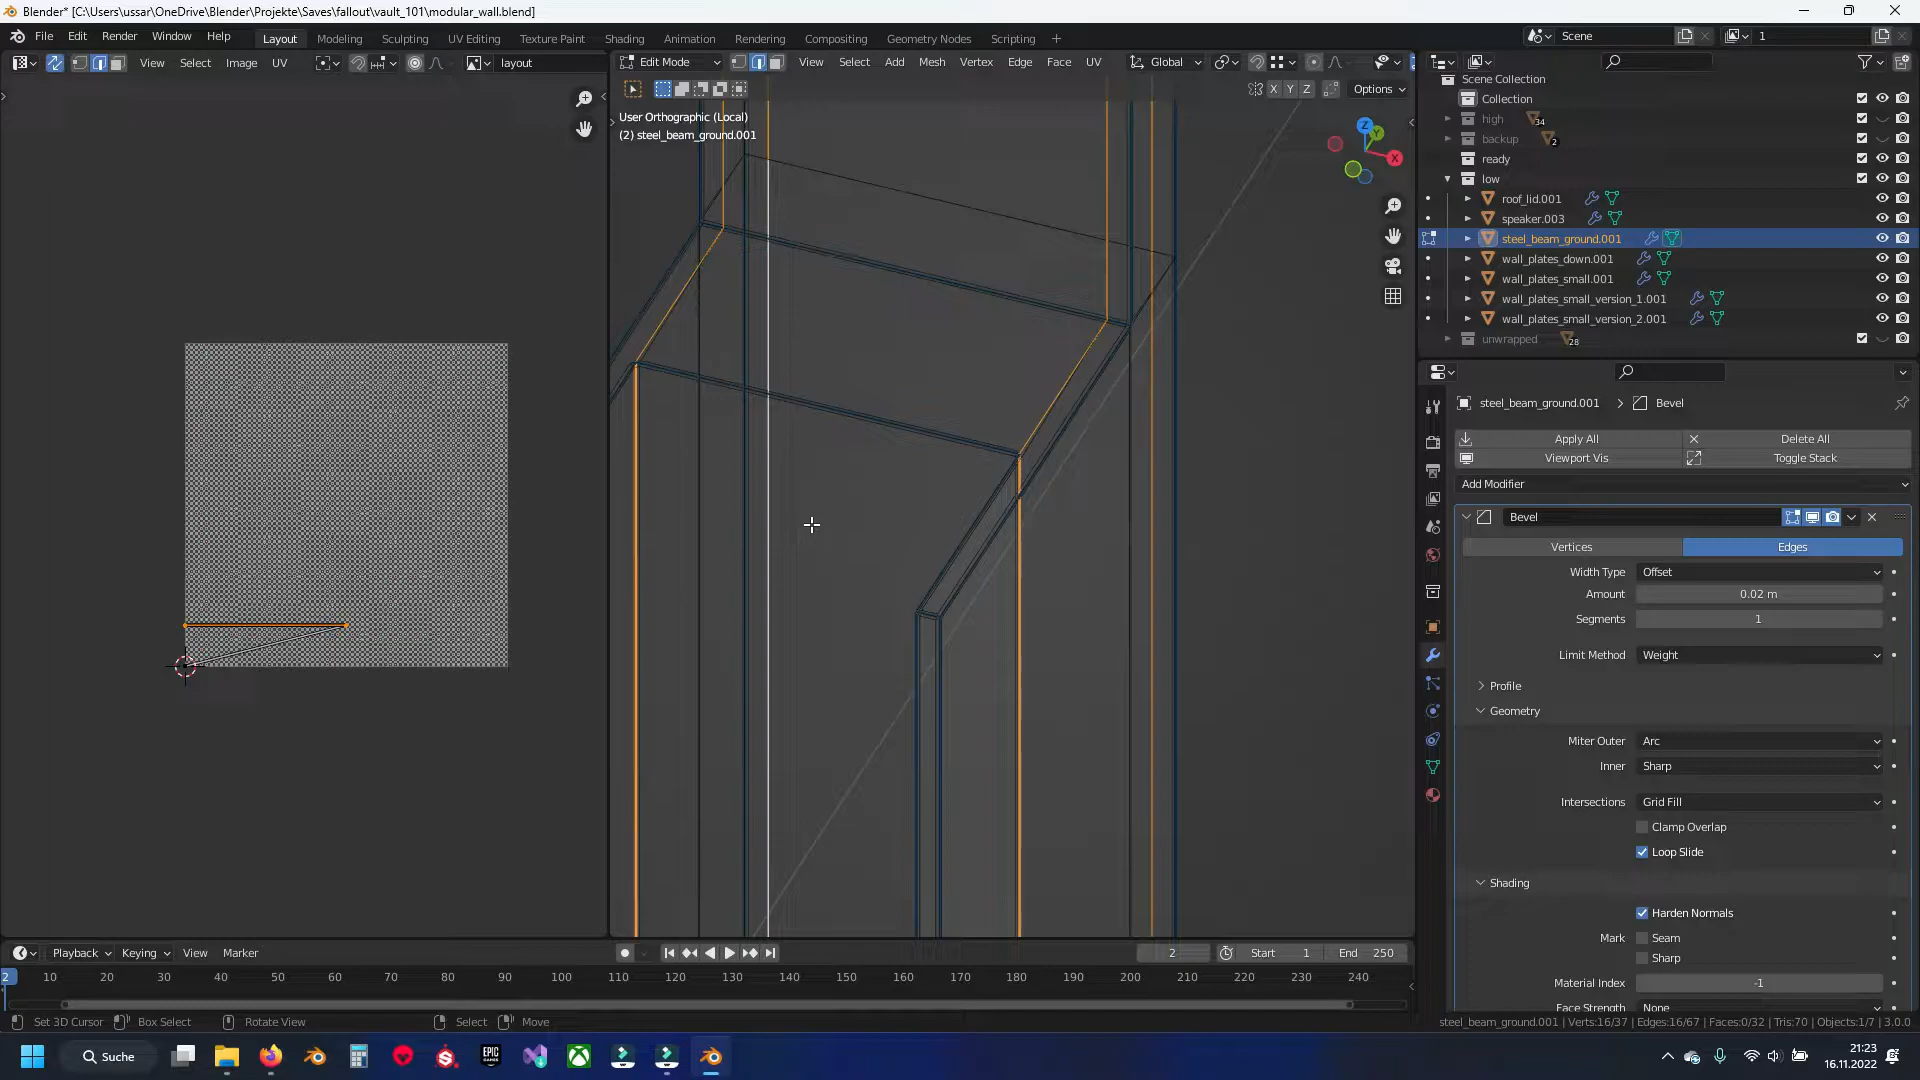 Blender* [C:\Users\ussar\OneDrive\Blender\Projekte\Saves\fallout\vault_101\modular_wall.blend]
File Edit Render Window Help Layout Modeling Sculpting UV Editing Texture Paint Shading Animation Rendering Compositing Geometry Nodes Scripting + Scene 1
View Select Image UV layout Edit Mode View Select Add Mesh Vertex Edge Face UV Global
X Y Z Options
User Orthographic (Local)
(2) steel_beam_ground.001
Z
Y
X
Scene Collection
Collection
high 34
backup 2
ready
low
roof_lid.001
speaker.003
steel_beam_ground.001
wall_plates_down.001
wall_plates_small.001
wall_plates_small_version_1.001
wall_plates_small_version_2.001
unwrapped 28
steel_beam_ground.001 > Bevel
Apply All Delete All
Viewport Vis Toggle Stack
Add Modifier
Bevel
Vertices Edges
Width Type Offset
Amount 0.02 m
Segments 1
Limit Method Weight
Profile
Geometry
Miter Outer Arc
Inner Sharp
Intersections Grid Fill
Clamp Overlap
Loop Slide
Shading
Harden Normals
Mark Seam
Sharp
Material Index -1
Face Strength None
Playback Keying View Marker 2 Start 1 End 250
2 10 20 30 40 50 60 70 80 90 100 110 120 130 140 150 160 170 180 190 200 210 220 230 240
Set 3D Cursor Box Select Rotate View Select Move steel_beam_ground.001 | Verts:16/37 | Edges:16/67 | Faces:0/32 | Tris:70 | Objects:1/7 | 3.0.0
Suche EPIC GAMES 21:23
16.11.2022